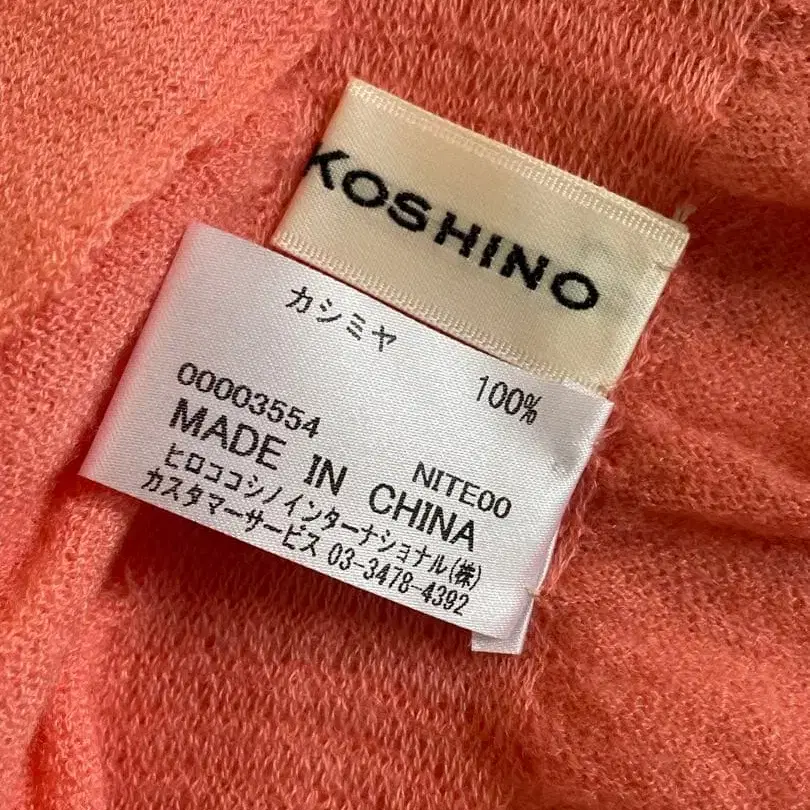 KOSHINO
カシミヤ 100%
00003554 NITE00
MADE IN CHINA
ヒロココシノインターナショナル(株)
カスタマーサービス 03-3478-4392